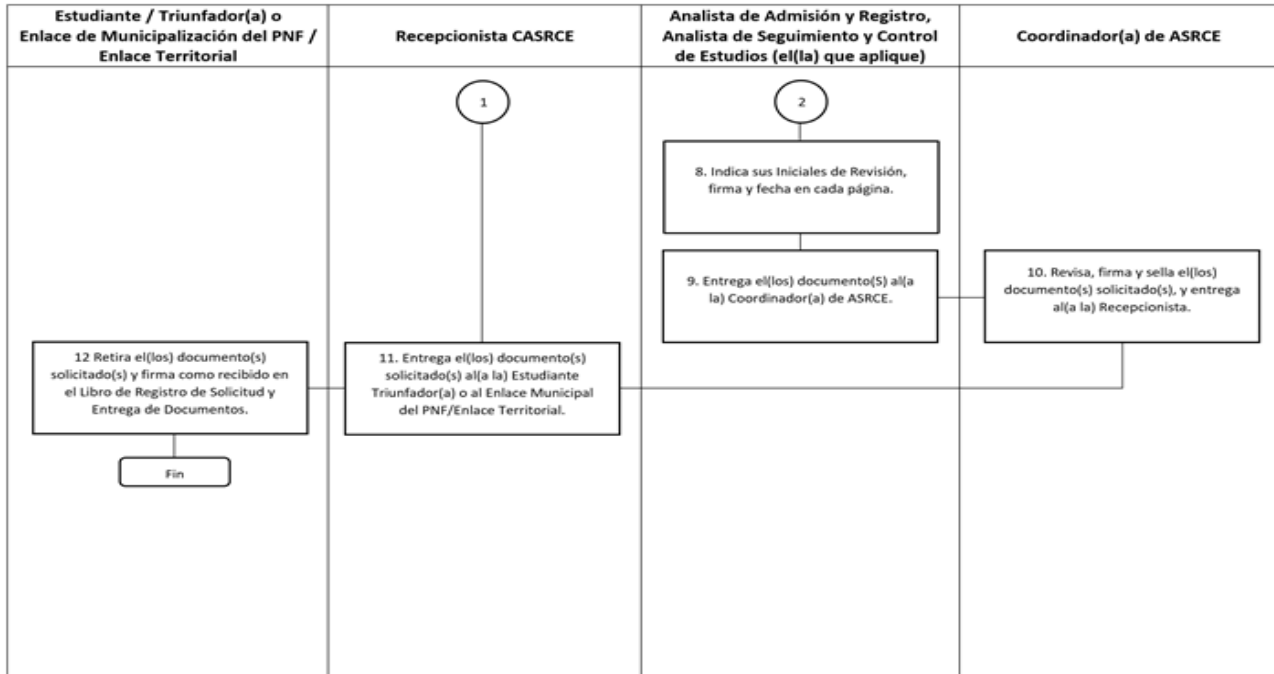 Estudiante / Triunfador(a) o
Enlace de Municipalización del PNF /
Enlace Territorial
Recepcionista CASRCE
Analista de Admisión y Registro,
Analista de Seguimiento y Control
de Estudios (el(la) que aplique)
Coordinador(a) de ASRCE
1
2
8. Indica sus Iniciales de Revisión,
firma y fecha en cada página.
9. Entrega el(los) documento(S) al(a
la) Coordinador(a) de ASRCE.
10. Revisa, firma y sella el(los)
documento(s) solicitado(s), y entrega
al(a la) Recepcionista.
11. Entrega el(los) documento(s)
solicitado(s) al(a la) Estudiante
Triunfador(a) o al Enlace Municipal
del PNF/Enlace Territorial.
12 Retira el(los) documento(s)
solicitado(s) y firma como recibido en
el Libro de Registro de Solicitud y
Entrega de Documentos.
Fin